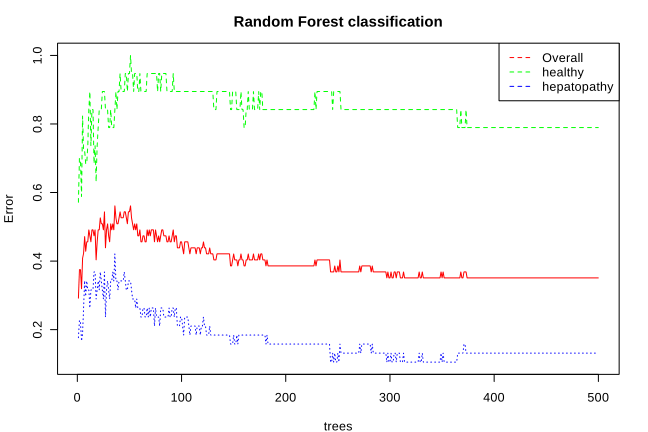 Random Forest classification
Error
1.0
0.8
0.6
0.4
0.2
Overall
healthy
hepatopathy
0 100 200 300 400 500
trees